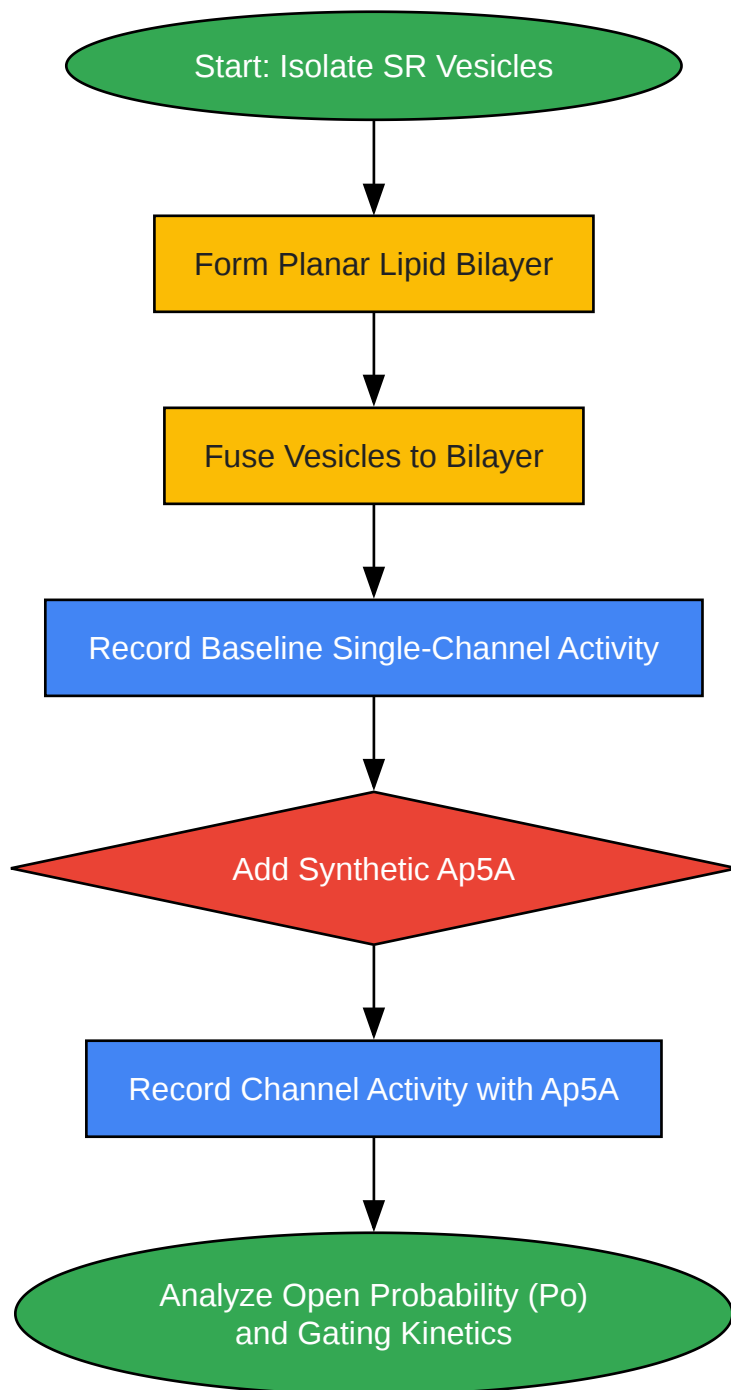 Start: Isolate SR Vesicles
Form Planar Lipid Bilayer
Fuse Vesicles to Bilayer
Record Baseline Single-Channel Activity
Add Synthetic Ap5A
Record Channel Activity with Ap5A
Analyze Open Probability (Po)
and Gating Kinetics